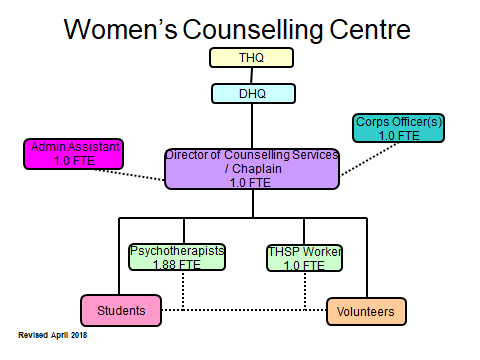 Women's Counselling Centre
THQ
DHQ
Corps Officer(s)
1.0 FTE
Admin Assistant
1.0 FTE
Director of Counselling Services
/ Chaplain
1.0 FTE
Psychotherapists
1.88 FTE
THSP Worker
1.0 FTE
Students
Volunteers
Revised April 2018